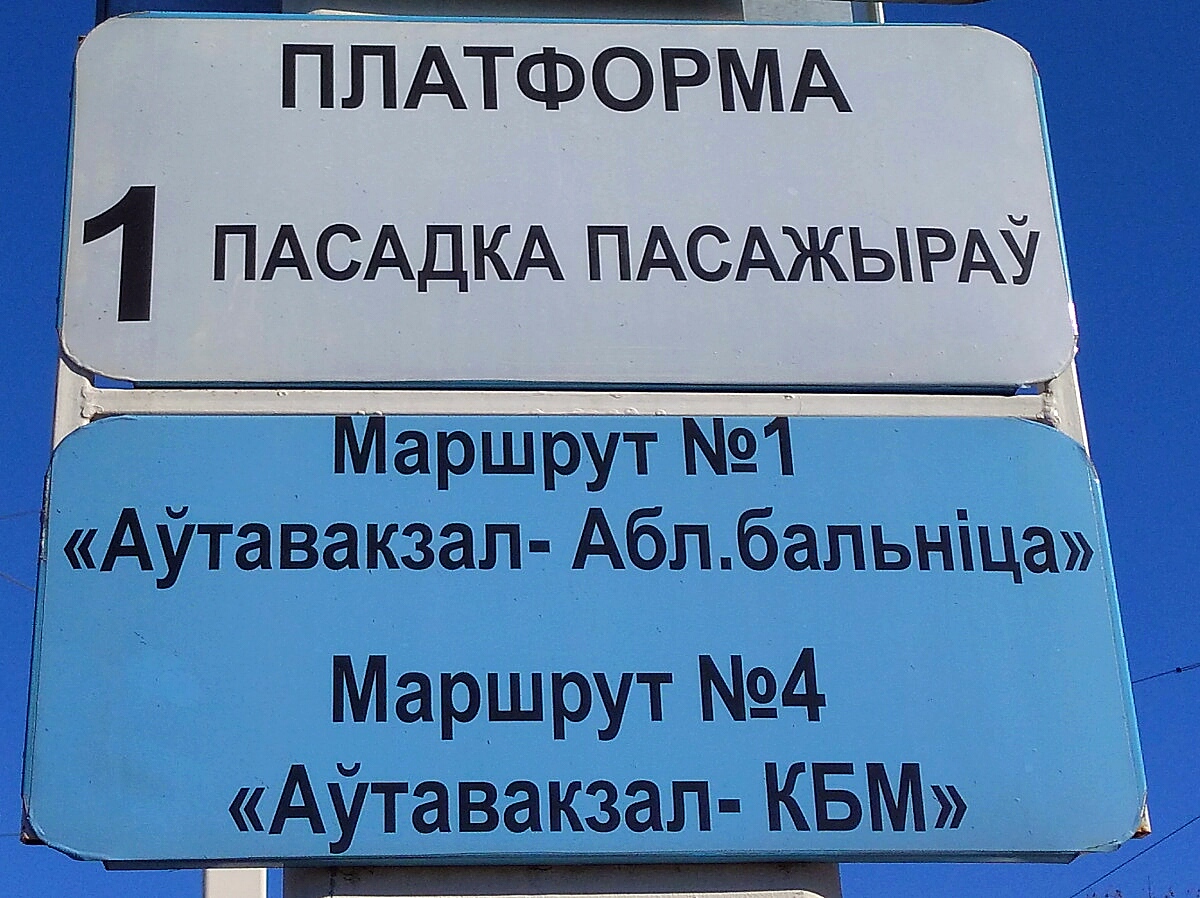 ПЛАТФОРМА
1 ПАСАДКА ПАСАЖЫРАЎ
Маршрут №1
«Аўтавакзал- Абл.бальніца»
Маршрут №4
«Аўтавакзал- КБМ»